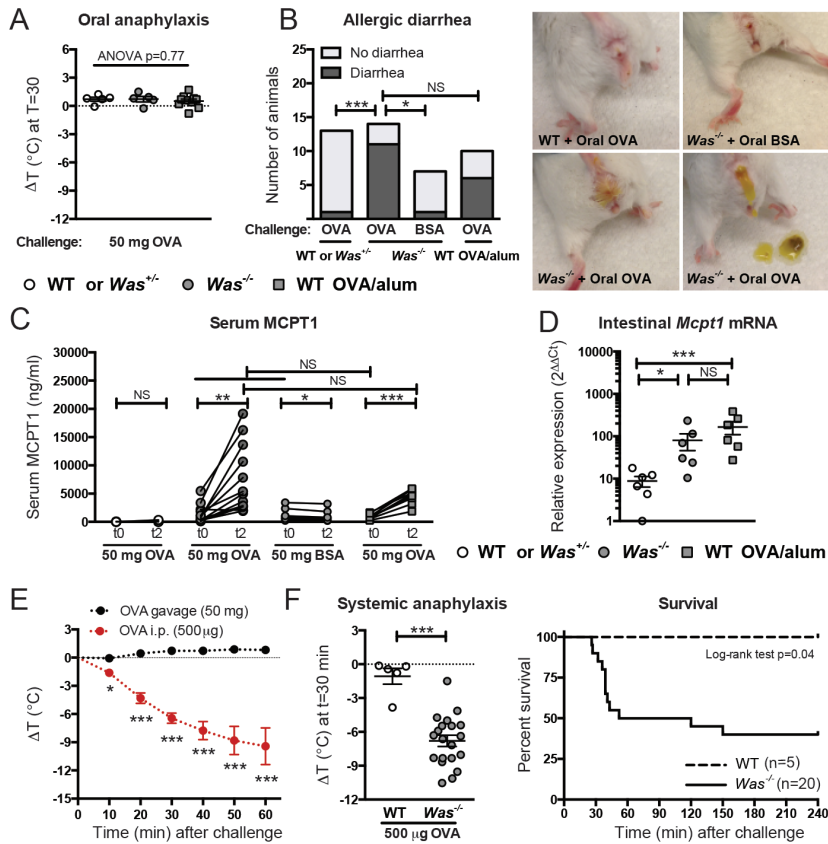 A
Oral anaphylaxis
ANOVA p=0.77
ΔT (°C) at T=30
6
3
0
-3
-6
-9
-12
Challenge: 50 mg OVA
B
Allergic diarrhea
No diarrhea
Diarrhea
NS
*** *
Number of animals
25
20
15
10
5
0
Challenge: OVA OVA BSA OVA
WT or Was+/- Was-/- WT OVA/alum
WT + Oral OVA
Was-/- + Oral BSA
Was-/- + Oral OVA
Was-/- + Oral OVA
WT or Was+/- Was-/- WT OVA/alum
C
Serum MCPT1
Serum MCPT1 (ng/ml)
30000
25000
20000
15000
10000
5000
0
NS
NS
NS ** * ***
t0 t2 t0 t2 t0 t2 t0 t2
50 mg OVA 50 mg OVA 50 mg BSA 50 mg OVA
D
Intestinal Mcpt1 mRNA
Relative expression (2ΔΔCt)
10000
1000
100
10
1
***
* NS
WT or Was+/- Was-/- WT OVA/alum
E
OVA gavage (50 mg)
OVA i.p. (500μg)
ΔT (°C)
3
0
-3
-6
-9
-12
-15
*
***
***
***
***
***
0 10 20 30 40 50 60
Time (min) after challenge
F
Systemic anaphylaxis
***
ΔT (°C) at t=30 min
3
0
-3
-6
-9
-12
WT Was-/-
500 μg OVA
Survival
Log-rank test p=0.04
Percent survival
100
75
50
25
0
WT (n=5)
Was-/- (n=20)
0 30 60 90 120 150 180 210 240
Time (min) after challenge